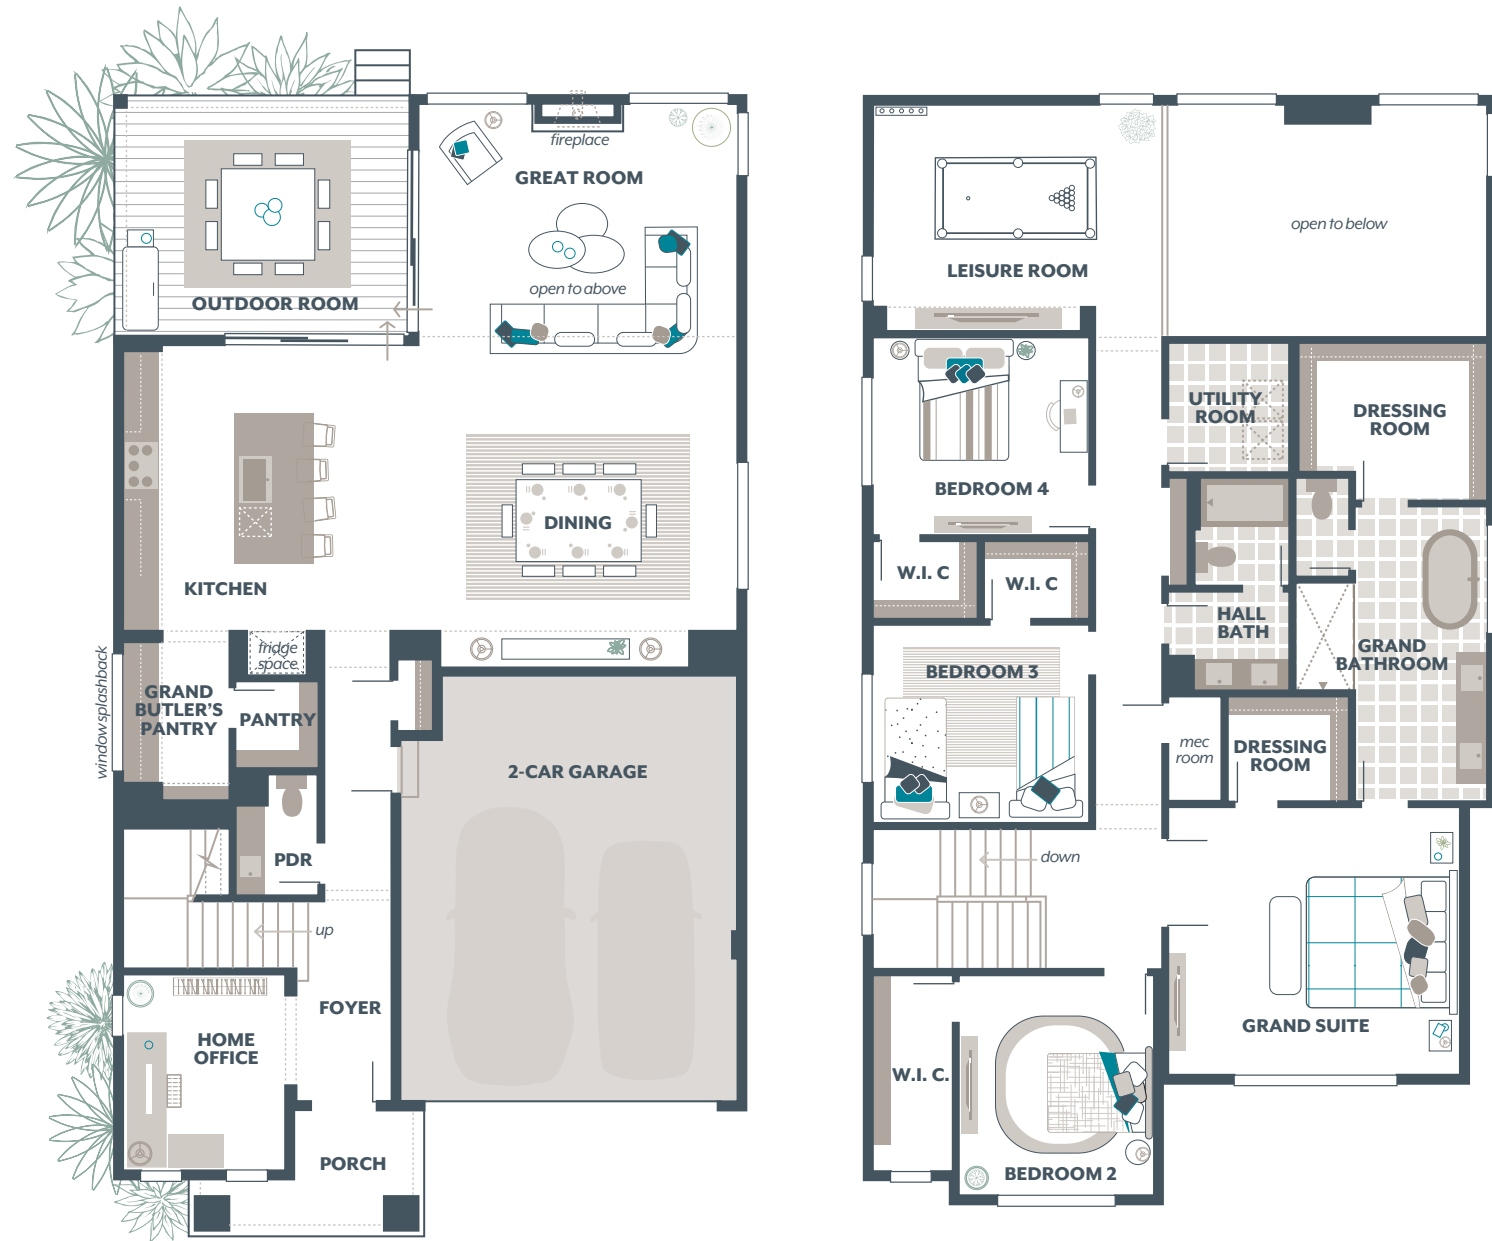 fireplace
GREAT ROOM
open to above
OUTDOOR ROOM
DINING
KITCHEN
fridge
space
window splashback
GRAND
BUTLER'S
PANTRY
PANTRY
2-CAR GARAGE
PDR
up
FOYER
HOME
OFFICE
PORCH
open to below
LEISURE ROOM
UTILITY
ROOM
DRESSING
ROOM
BEDROOM 4
W.I. C
W.I. C
HALL
BATH
GRAND
BATHROOM
BEDROOM 3
mec
room
DRESSING
ROOM
down
GRAND SUITE
W.I. C.
BEDROOM 2